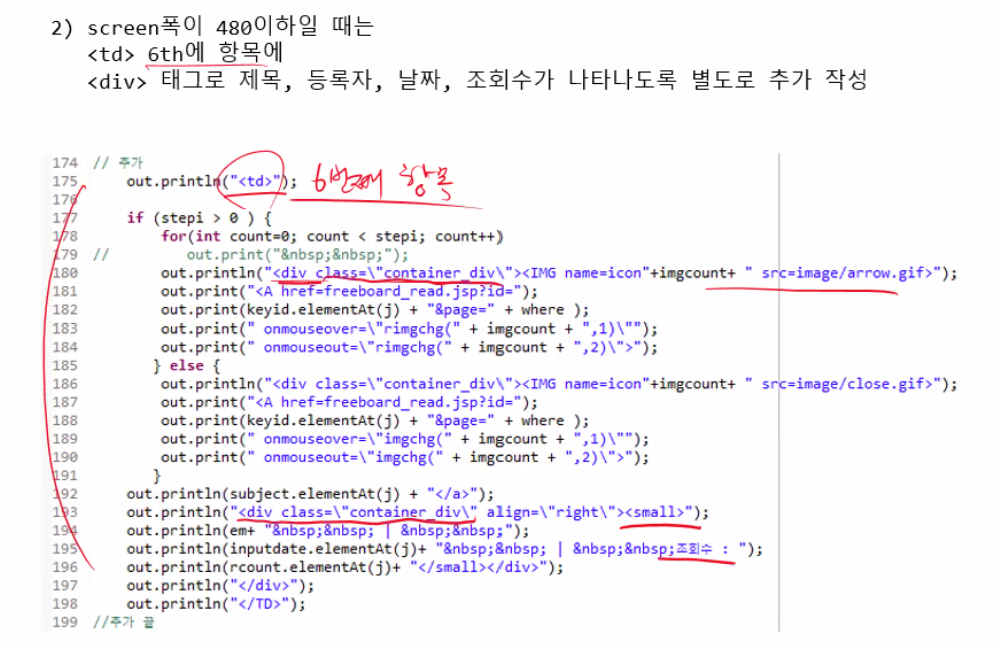 2) screen폭이 480이하일 때는
<td> 6th에 항목에
<div> 태그로 제목, 등록자, 날짜, 조회수가 나타나도록 별도로 추가 작성
174 // 추가
175 out.println("<td>"); 6번째 항목
176
177 if (stepi > 0 ) {
178 for(int count=0; count < stepi; count++)
179 // out.print("&nbsp;&nbsp;");
180 out.println("<div class=\"container_div\"><IMG name=icon"+imgcount+ " src=image/arrow.gif>");
181 out.print("<A href=freeboard_read.jsp?id=");
182 out.print(keyid.elementAt(j) + "&page=" + where );
183 out.print(" onmouseover=\"rimgchg(" + imgcount + ",1)\"");
184 out.print(" onmouseout=\"rimgchg(" + imgcount + ",2)\">");
185 } else {
186 out.println("<div class=\"container_div\"><IMG name=icon"+imgcount+ " src=image/close.gif>");
187 out.print("<A href=freeboard_read.jsp?id=");
188 out.print(keyid.elementAt(j) + "&page=" + where );
189 out.print(" onmouseover=\"imgchg(" + imgcount + ",1)\"");
190 out.print(" onmouseout=\"imgchg(" + imgcount + ",2)\">");
191 }
192 out.println(subject.elementAt(j) + "</a>");
193 out.println("<div class=\"container_div\" align=\"right\"><small>");
194 out.println(em+ "&nbsp;&nbsp; | &nbsp;&nbsp;");
195 out.println(inputdate.elementAt(j)+ "&nbsp;&nbsp; | &nbsp;&nbsp;조회수 : ");
196 out.println(rcount.elementAt(j)+ "</small></div>");
197 out.println("</div>");
198 out.println("</TD>");
199 //추가 끝